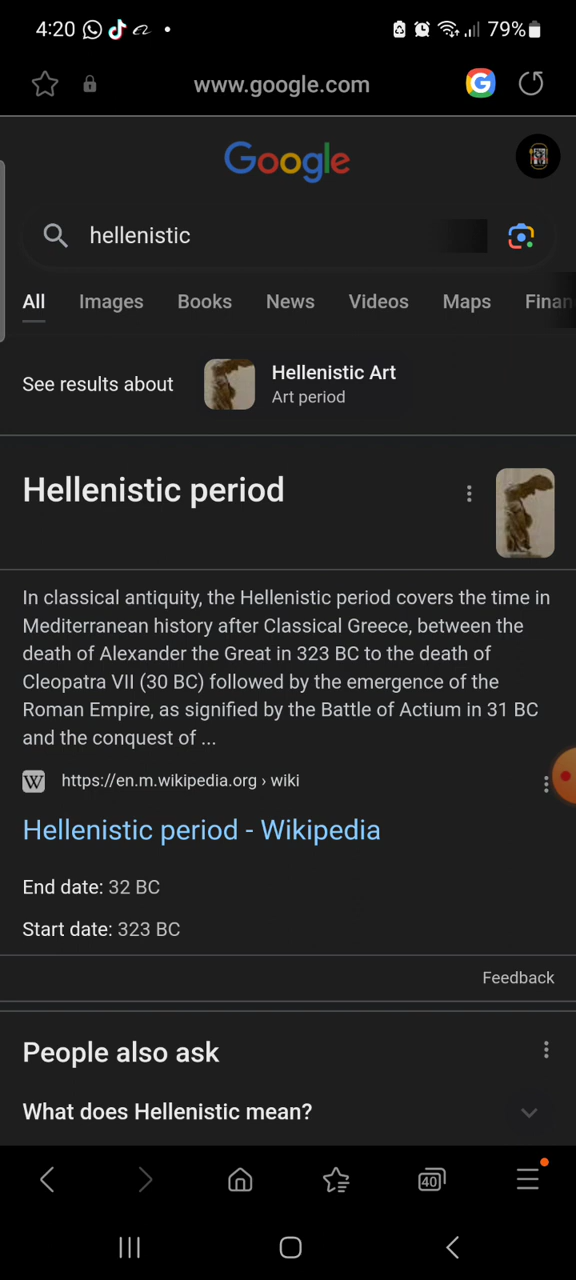 4:20
79%
www.google.com
Google
hellenistic
All Images Books News Videos Maps Finan
See results about
Hellenistic Art
Art period
Hellenistic period
In classical antiquity, the Hellenistic period covers the time in
Mediterranean history after Classical Greece, between the
death of Alexander the Great in 323 BC to the death of
Cleopatra VII (30 BC) followed by the emergence of the
Roman Empire, as signified by the Battle of Actium in 31 BC
and the conquest of ...
W https://en.m.wikipedia.org › wiki
Hellenistic period - Wikipedia
End date: 32 BC
Start date: 323 BC
Feedback
People also ask
What does Hellenistic mean?
40